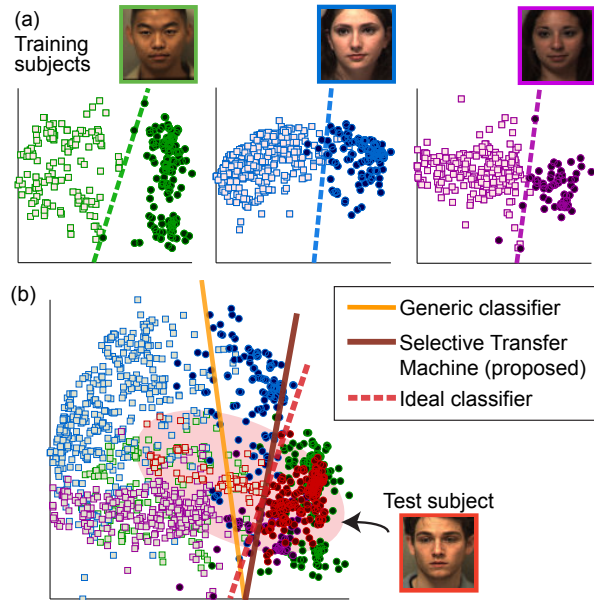 (a)
Training
subjects
(b)
Generic classifier
Selective Transfer
Machine (proposed)
Ideal classifier
Test subject